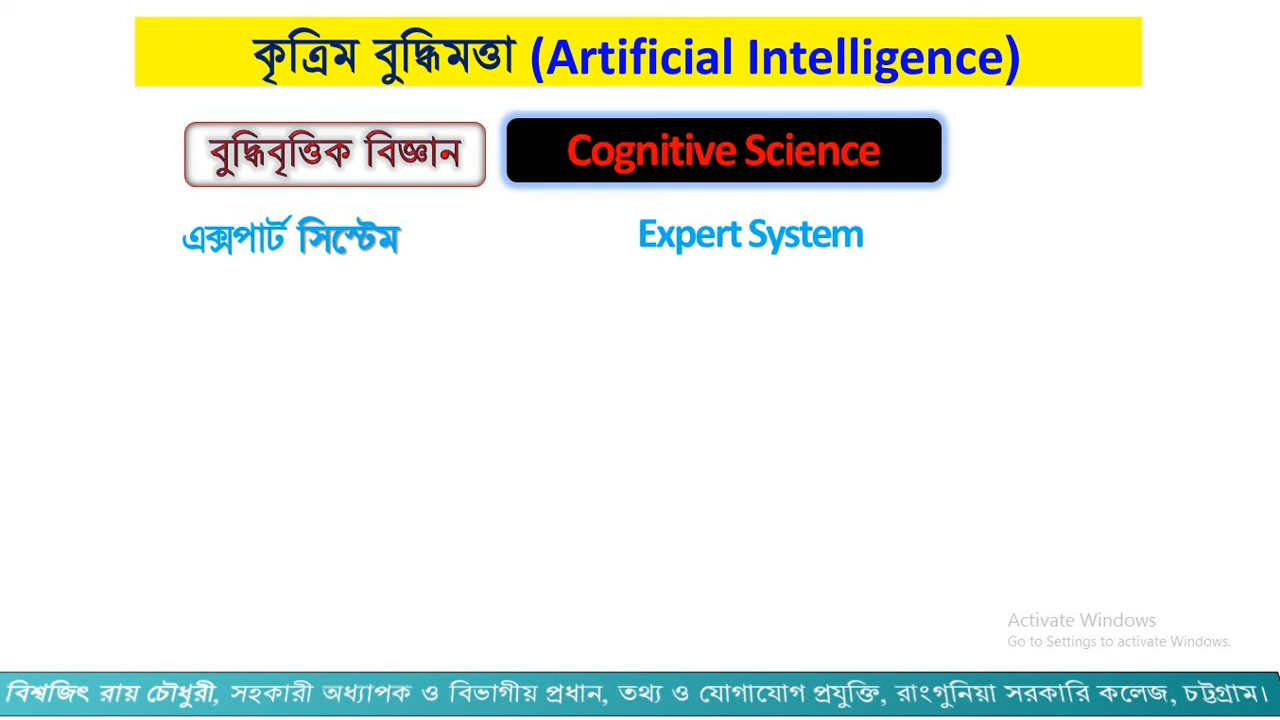 কৃত্রিম বুদ্ধিমত্তা (Artificial Intelligence)
বুদ্ধিবৃত্তিক বিজ্ঞান Cognitive Science
এক্সপার্ট সিস্টেম Expert System
Activate Windows
Go to Settings to activate Windows.
বিশ্বজিৎ রায় চৌধুরী, সহকারী অধ্যাপক ও বিভাগীয় প্রধান, তথ্য ও যোগাযোগ প্রযুক্তি, রাংগুনিয়া সরকারি কলেজ, চট্টগ্রাম।